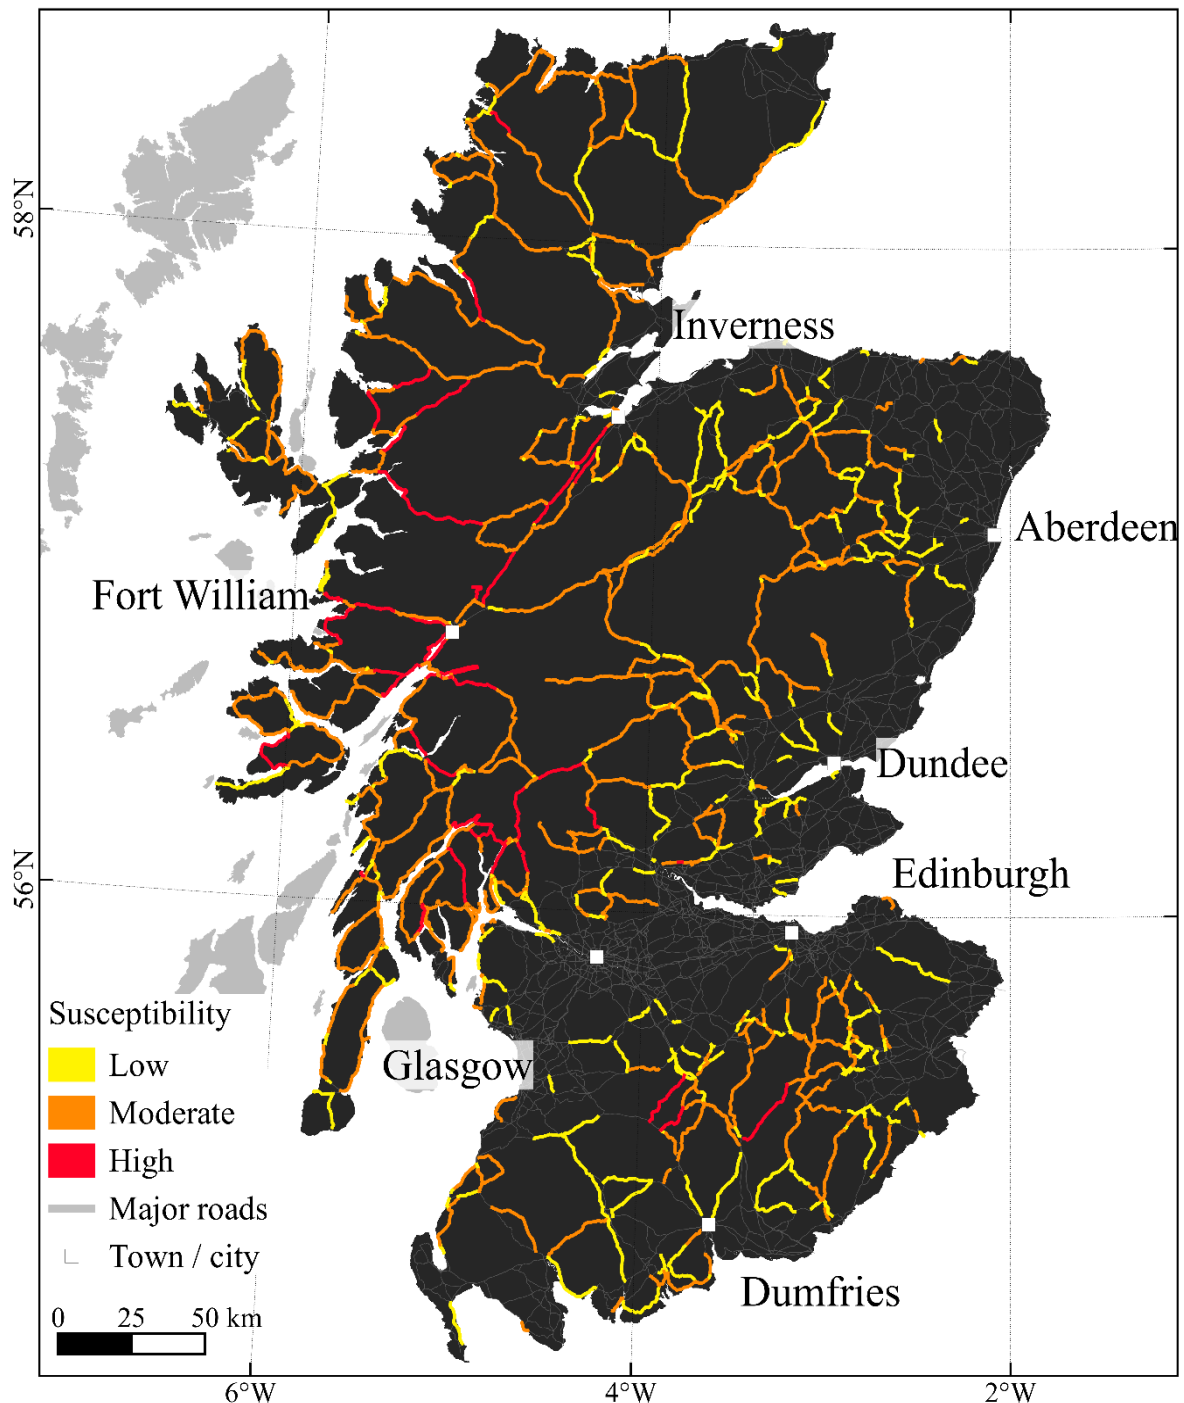 58°N
Inverness
Aberdeen
Fort William
Dundee
56°N
Edinburgh
Susceptibility
Low
Glasgow
Moderate
High
Major roads
Town / city
Dumfries
0 25 50 km
6°W 4°W 2°W